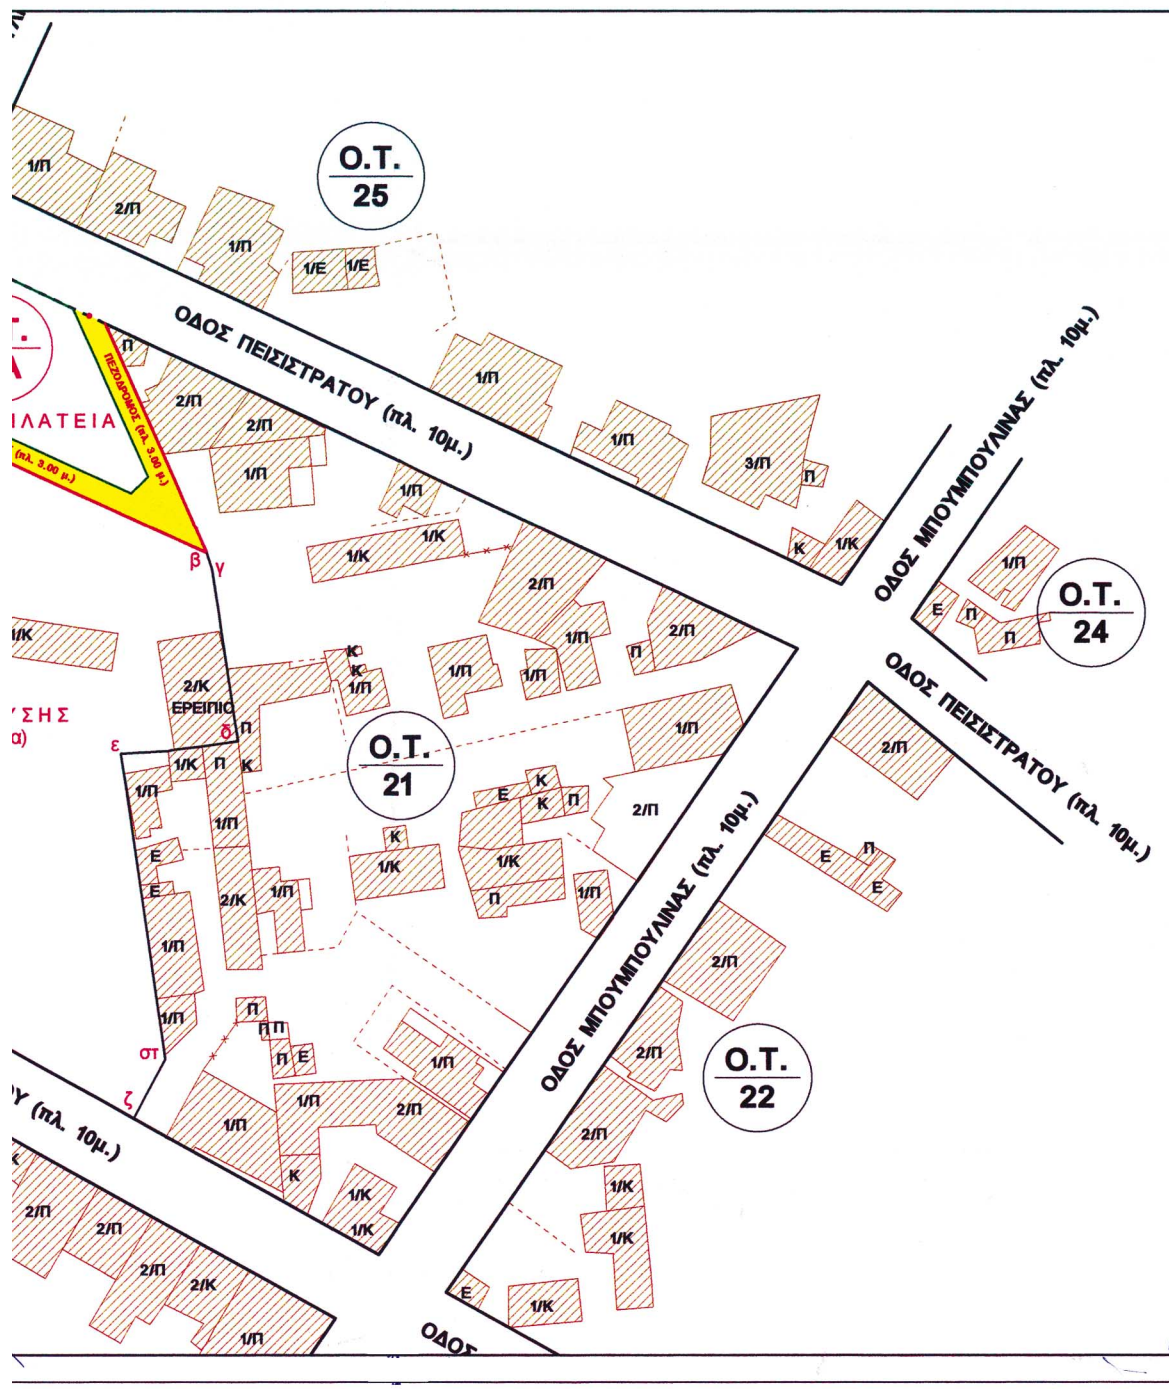 Ο.Τ.
25
1/Π
2/Π
1/Π
1/Ε
1/Ε
ΟΔΟΣ ΠΕΙΣΙΣΤΡΑΤΟΥ (πλ. 10μ.)
ΟΔΟΣ ΜΠΟΥΜΠΟΥΛΙΝΑΣ (πλ. 10μ.)
Π
ΠΕΖΟΔΡΟΜΟΣ (πλ. 3.00 μ.)
2/Π
2/Π
1/Π
1/Π
1/Π
1/Π
3/Π
Π
(πλ. 3.00 μ.)
1/Κ
1/Κ
Κ
1/Κ
β
γ
2/Π
1/Π
2/Π
Π
1/Π
Ε
Π
Π
Ο.Τ.
24
1/Κ
2/Κ
ΕΡΕΙΠΙΟ
Κ
Κ
1/Π
1/Π
1/Π
ΟΔΟΣ ΠΕΙΣΙΣΤΡΑΤΟΥ (πλ. 10μ.)
ε
δ
Π
Ο.Τ.
21
1/Π
2/Π
1/Κ
Π
Κ
1/Π
1/Π
Ε
Κ
Κ
Π
2/Π
ΟΔΟΣ ΜΠΟΥΜΠΟΥΛΙΝΑΣ (πλ. 10μ.)
Ε
Ε
Κ
1/Κ
1/Κ
Π
1/Π
Ε
Π
Ε
2/Κ
1/Π
1/Π
2/Π
1/Π
στ
ζ
Π
Π
Π
Π
Ε
1/Π
2/Π
Ο.Τ.
22
1/Π
1/Π
2/Π
2/Π
Κ
1/Κ
1/Κ
1/Κ
1/Κ
(πλ. 10μ.)
Κ
2/Π
2/Π
2/Π
2/Κ
1/Π
Ε
1/Κ
ΟΔΟΣ